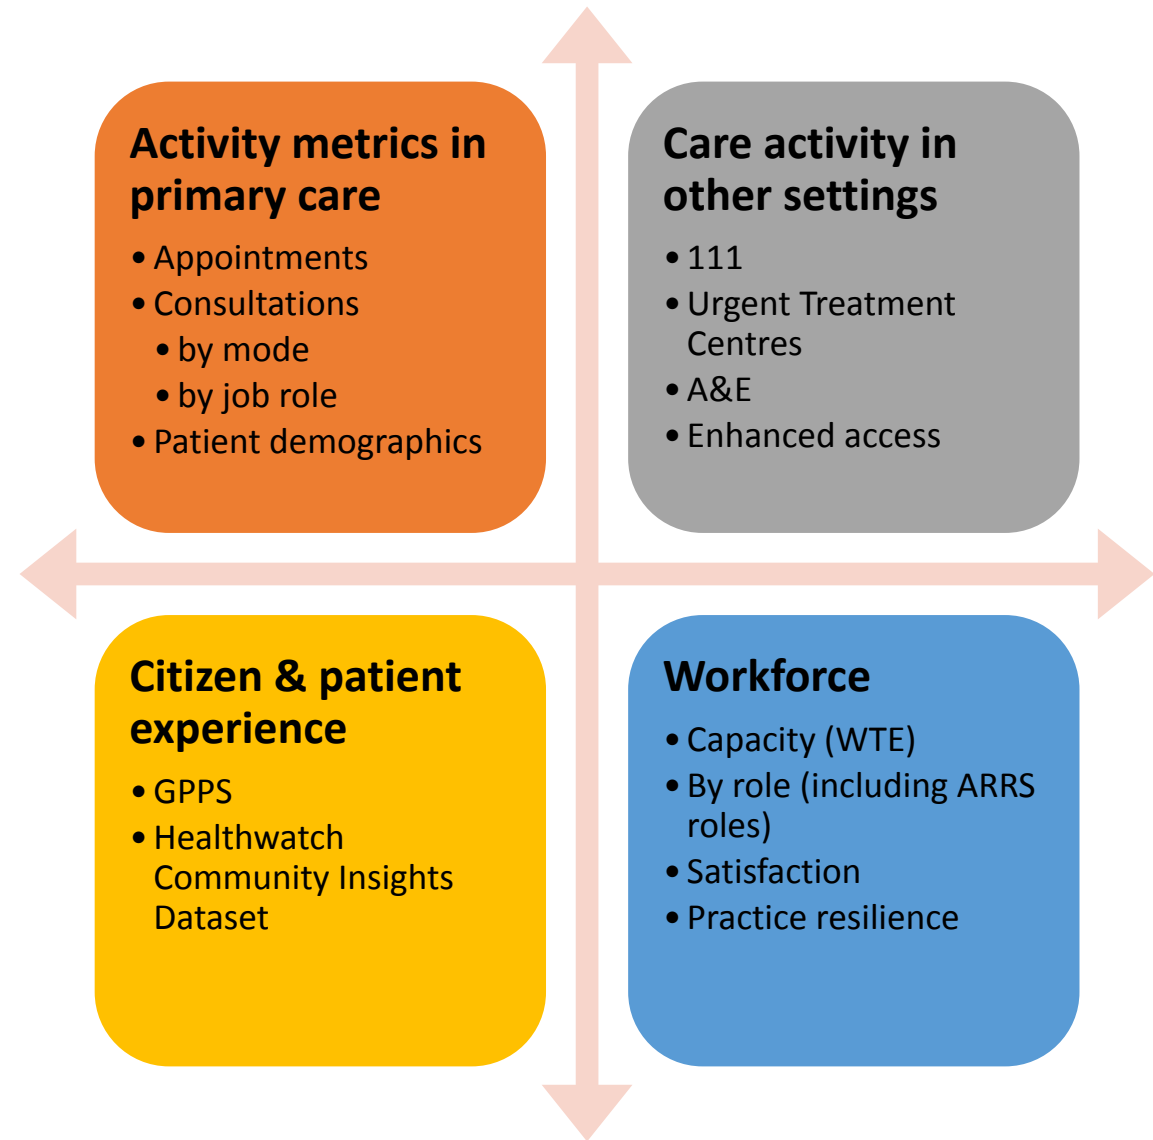 Activity metrics in
primary care
• Appointments
• Consultations
• by mode
• by job role
• Patient demographics
Care activity in
other settings
• 111
• Urgent Treatment
Centres
• A&E
• Enhanced access
Citizen & patient
experience
• GPPS
• Healthwatch
Community Insights
Dataset
Workforce
• Capacity (WTE)
• By role (including ARRS
roles)
• Satisfaction
• Practice resilience